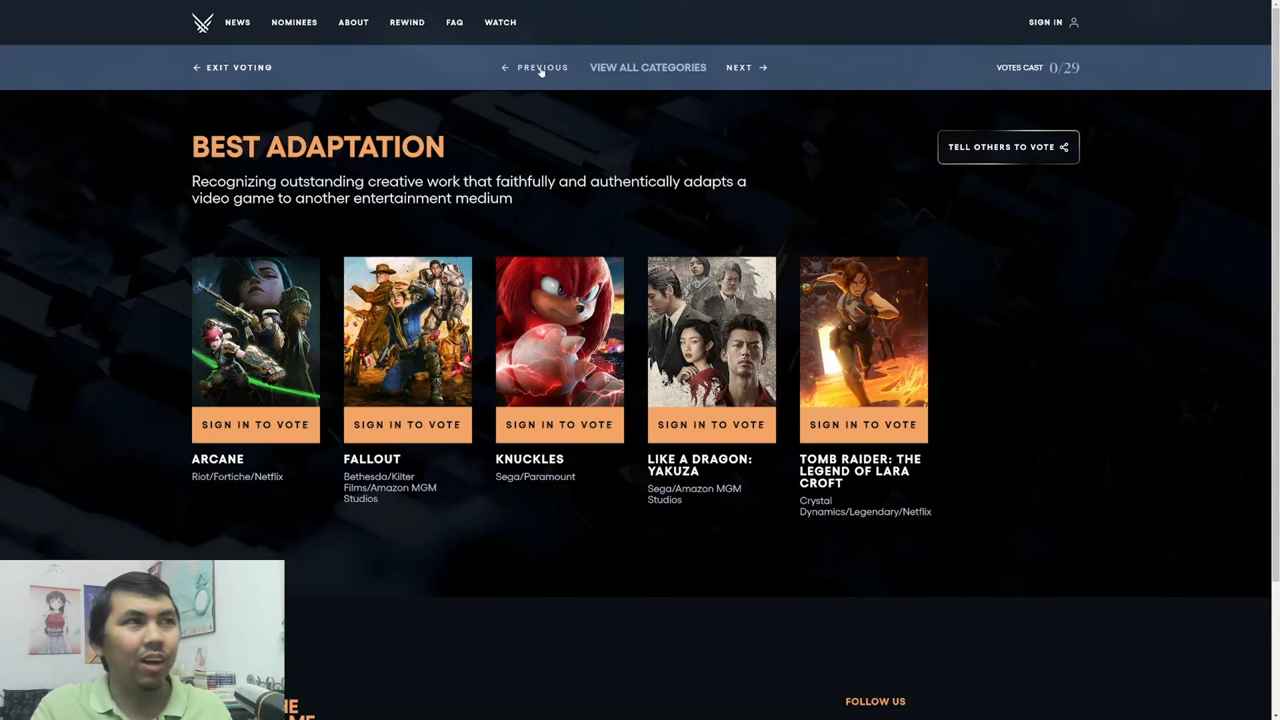 NEWS
NOMINEES
ABOUT
REWIND
FAQ
WATCH
SIGN IN
EXIT VOTING
PREVIOUS
VIEW ALL CATEGORIES
NEXT
VOTES CAST 0/29
BEST ADAPTATION
TELL OTHERS TO VOTE
Recognizing outstanding creative work that faithfully and authentically adapts a
video game to another entertainment medium
SIGN IN TO VOTE
SIGN IN TO VOTE
SIGN IN TO VOTE
SIGN IN TO VOTE
SIGN IN TO VOTE
ARCANE
Riot/Fortiche/Netflix
FALLOUT
Bethesda/Kilter
Films/Amazon MGM
Studios
KNUCKLES
Sega/Paramount
LIKE A DRAGON:
YAKUZA
Sega/Amazon MGM
Studios
TOMB RAIDER: THE
LEGEND OF LARA
CROFT
Crystal
Dynamics/Legendary/Netflix
FOLLOW US